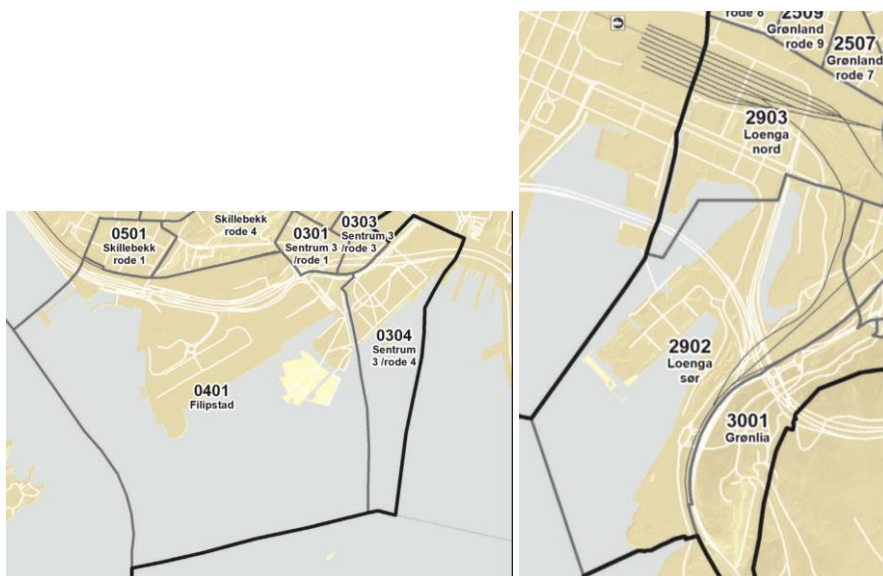 0501
Skillebekk
rode 1
Skillebekk
rode 4
0301
Sentrum 3
/rode 1
0303
Sentrum 3
/rode 3
0304
Sentrum
3 /rode 4
0401
Filipstad
rode 8
2509
Grønland
rode 9
2507
Grønland
rode 7
2903
Loenga
nord
2902
Loenga
sør
3001
Grønlia